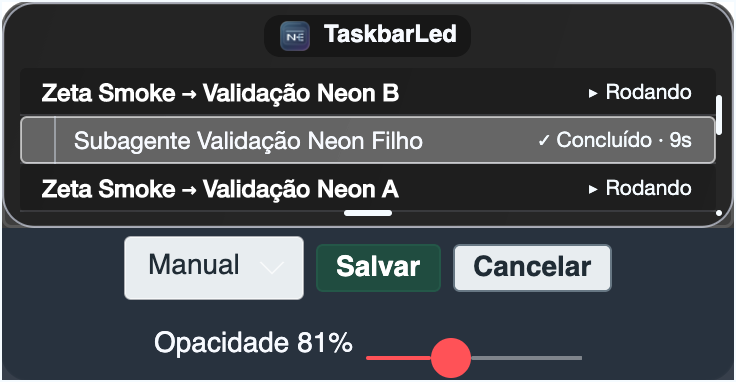 NE TaskbarLed
Zeta Smoke → Validação Neon B ▸ Rodando
Subagente Validação Neon Filho ✓ Concluído · 9s
Zeta Smoke → Validação Neon A ▸ Rodando
Manual Salvar Cancelar
Opacidade 81%